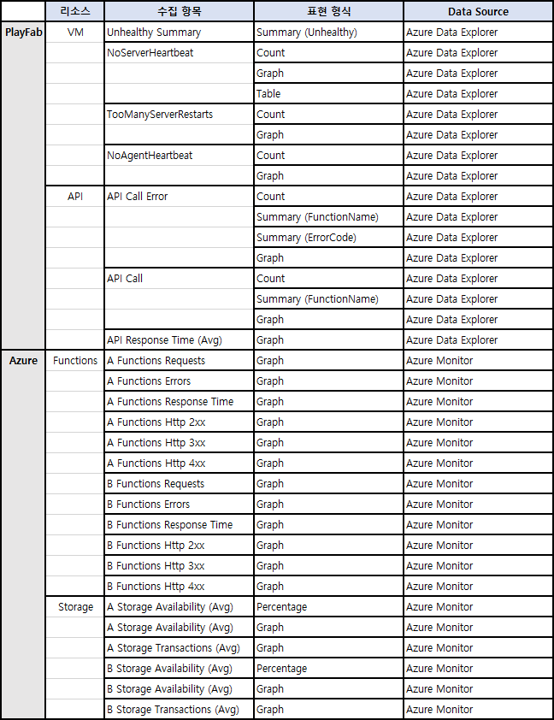 리소스 수집 항목 표현 형식 Data Source
PlayFab VM Unhealthy Summary Summary (Unhealthy) Azure Data Explorer
NoServerHeartbeat Count Azure Data Explorer
Graph Azure Data Explorer
Table Azure Data Explorer
TooManyServerRestarts Count Azure Data Explorer
Graph Azure Data Explorer
NoAgentHeartbeat Count Azure Data Explorer
Graph Azure Data Explorer
API API Call Error Count Azure Data Explorer
Summary (FunctionName) Azure Data Explorer
Summary (ErrorCode) Azure Data Explorer
Graph Azure Data Explorer
API Call Count Azure Data Explorer
Summary (FunctionName) Azure Data Explorer
Graph Azure Data Explorer
API Response Time (Avg) Graph Azure Data Explorer
Azure Functions A Functions Requests Graph Azure Monitor
A Functions Errors Graph Azure Monitor
A Functions Response Time Graph Azure Monitor
A Functions Http 2xx Graph Azure Monitor
A Functions Http 3xx Graph Azure Monitor
A Functions Http 4xx Graph Azure Monitor
B Functions Requests Graph Azure Monitor
B Functions Errors Graph Azure Monitor
B Functions Response Time Graph Azure Monitor
B Functions Http 2xx Graph Azure Monitor
B Functions Http 3xx Graph Azure Monitor
B Functions Http 4xx Graph Azure Monitor
Storage A Storage Availability (Avg) Percentage Azure Monitor
A Storage Availability (Avg) Graph Azure Monitor
A Storage Transactions (Avg) Graph Azure Monitor
B Storage Availability (Avg) Percentage Azure Monitor
B Storage Availability (Avg) Graph Azure Monitor
B Storage Transactions (Avg) Graph Azure Monitor